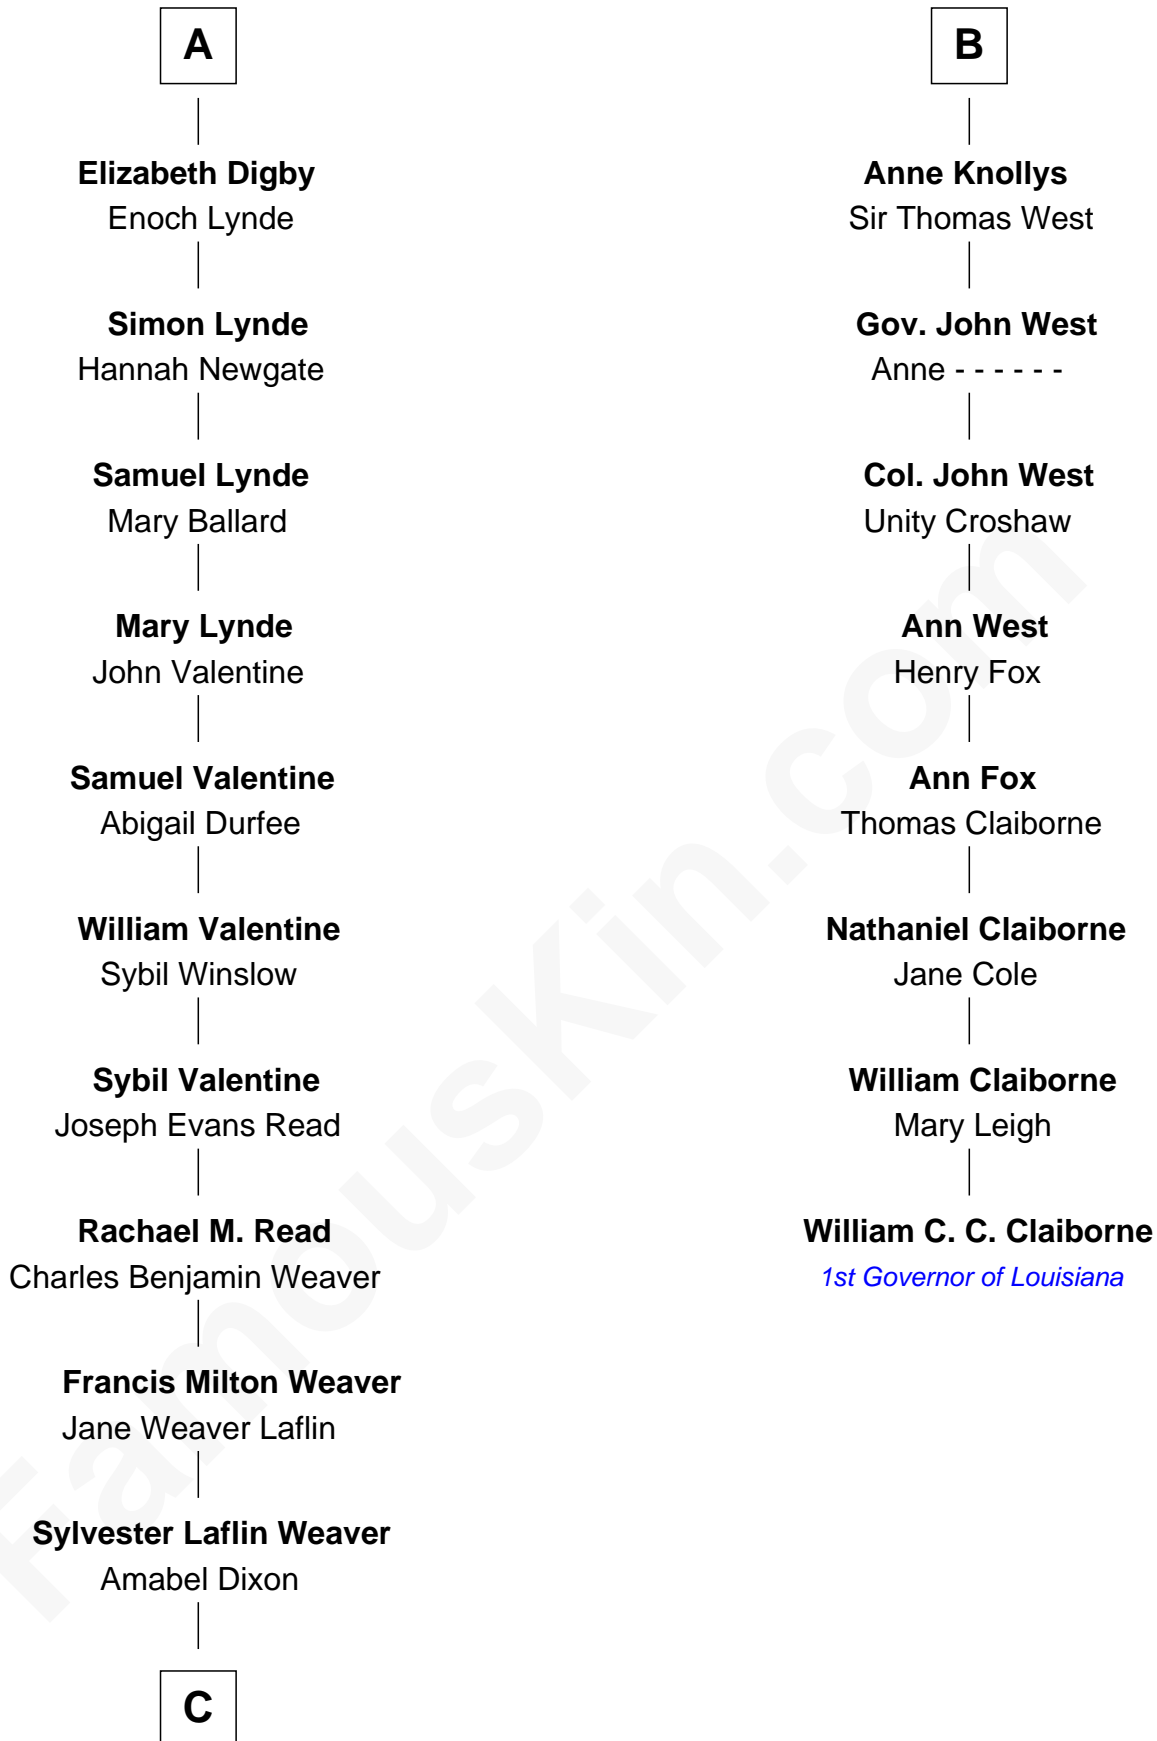 A
Elizabeth Digby
Enoch Lynde
Simon Lynde
Hannah Newgate
Samuel Lynde
Mary Ballard
Mary Lynde
John Valentine
Samuel Valentine
Abigail Durfee
William Valentine
Sybil Winslow
Sybil Valentine
Joseph Evans Read
Rachael M. Read
Charles Benjamin Weaver
Francis Milton Weaver
Jane Weaver Laflin
Sylvester Laflin Weaver
Amabel Dixon
C
B
Anne Knollys
Sir Thomas West
Gov. John West
Anne - - - - - -
Col. John West
Unity Croshaw
Ann West
Henry Fox
Ann Fox
Thomas Claiborne
Nathaniel Claiborne
Jane Cole
William Claiborne
Mary Leigh
William C. C. Claiborne
1st Governor of Louisiana
FamousKin.com